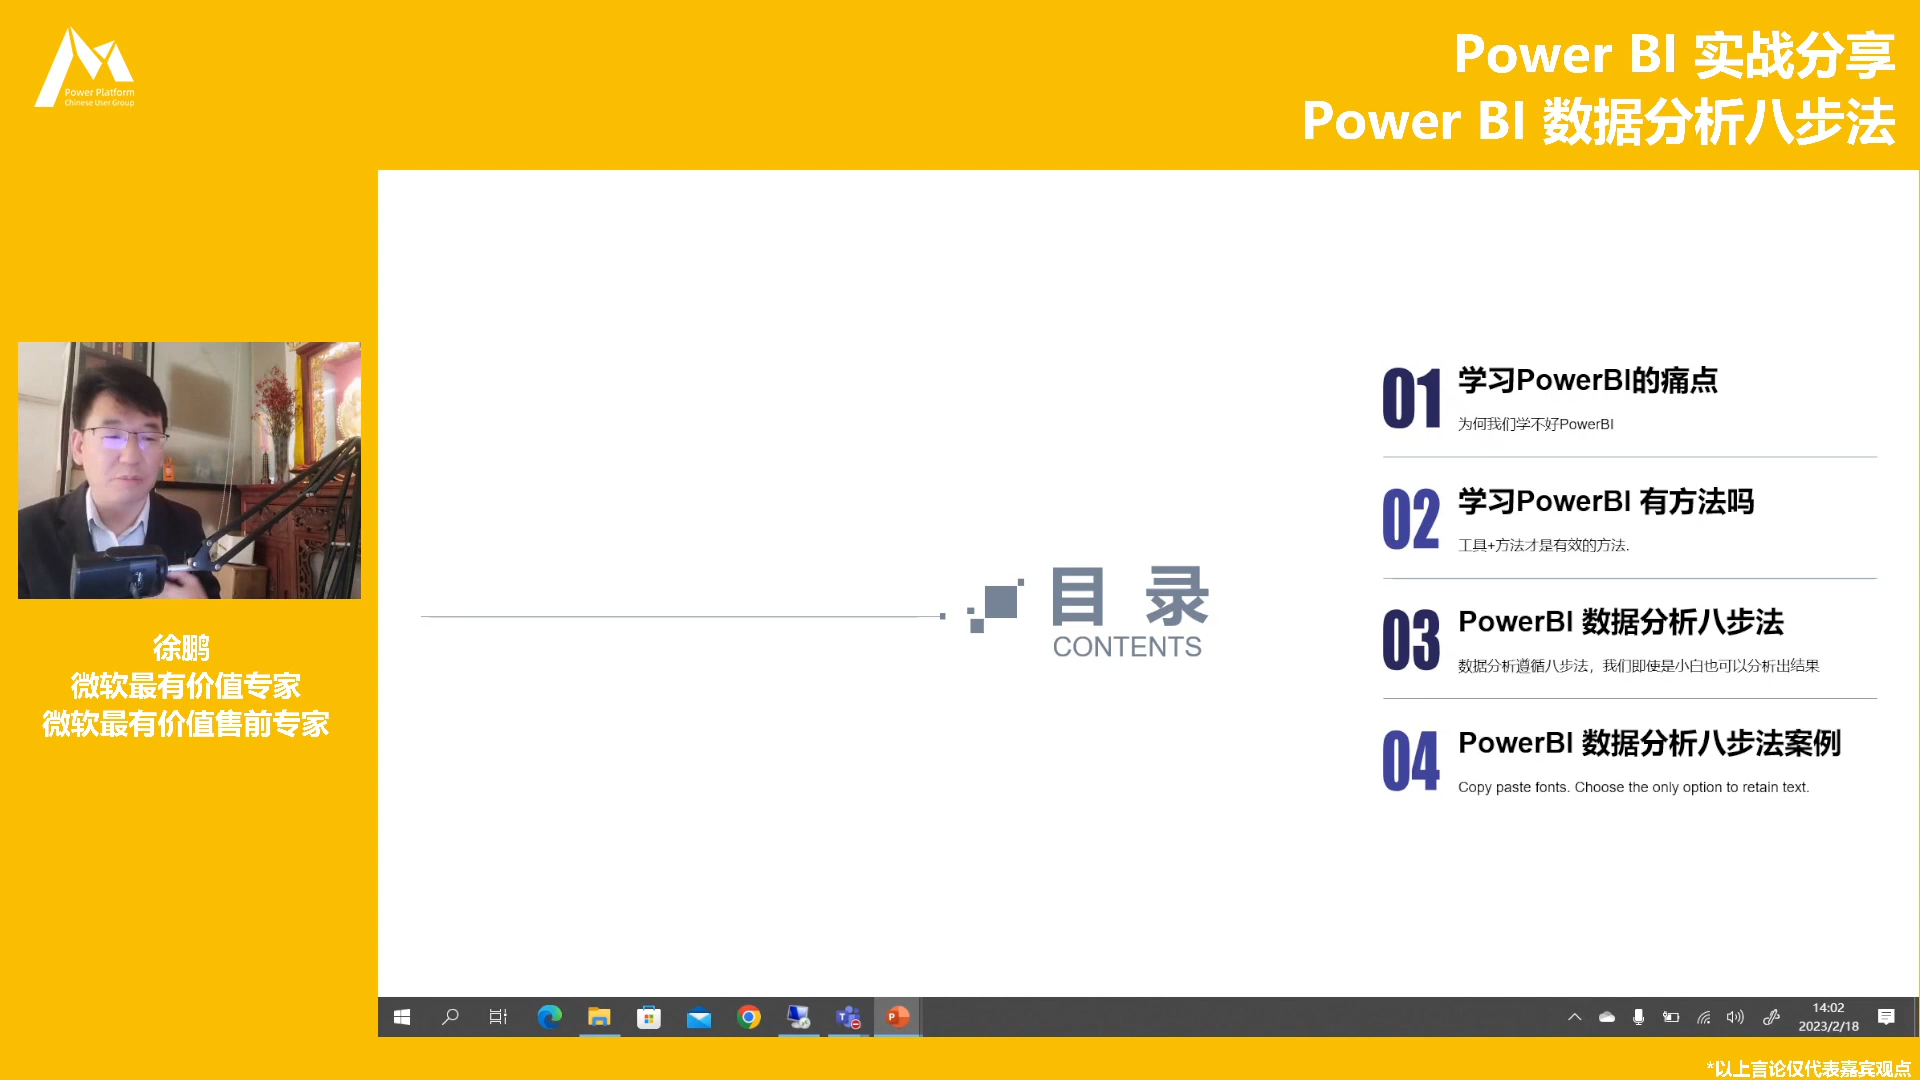 Power Platform
Chinese User Group
Power BI 实战分享
Power BI 数据分析八步法
徐鹏
微软最有价值专家
微软最有价值售前专家
目 录
CONTENTS
01
学习PowerBI的痛点
为何我们学不好PowerBI
02
学习PowerBI 有方法吗
工具+方法才是有效的方法.
03
PowerBI 数据分析八步法
数据分析遵循八步法，我们即使是小白也可以分析出结果
04
PowerBI 数据分析八步法案例
Copy paste fonts. Choose the only option to retain text.
14:02
2023/2/18
*以上言论仅代表嘉宾观点